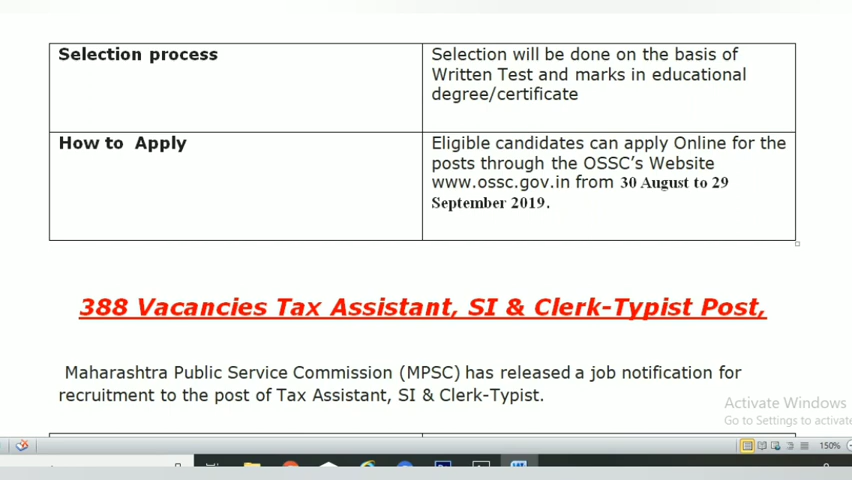 Selection process
Selection will be done on the basis of
Written Test and marks in educational
degree/certificate
How to Apply
Eligible candidates can apply Online for the
posts through the OSSC's Website
www.ossc.gov.in from 30 August to 29
September 2019.
388 Vacancies Tax Assistant, SI & Clerk-Typist Post,
Maharashtra Public Service Commission (MPSC) has released a job notification for
recruitment to the post of Tax Assistant, SI & Clerk-Typist.
Activate Windows
Go to Settings to activate
150%